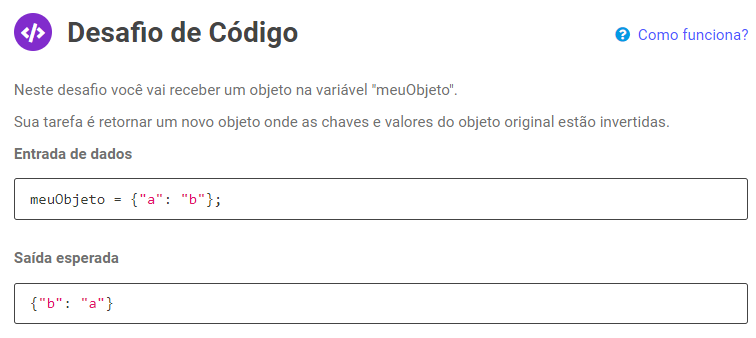 </> Desafio de Código
Como funciona?
Neste desafio você vai receber um objeto na variável "meuObjeto".
Sua tarefa é retornar um novo objeto onde as chaves e valores do objeto original estão invertidas.
Entrada de dados
meuObjeto = {"a": "b"};
Saída esperada
{"b": "a"}